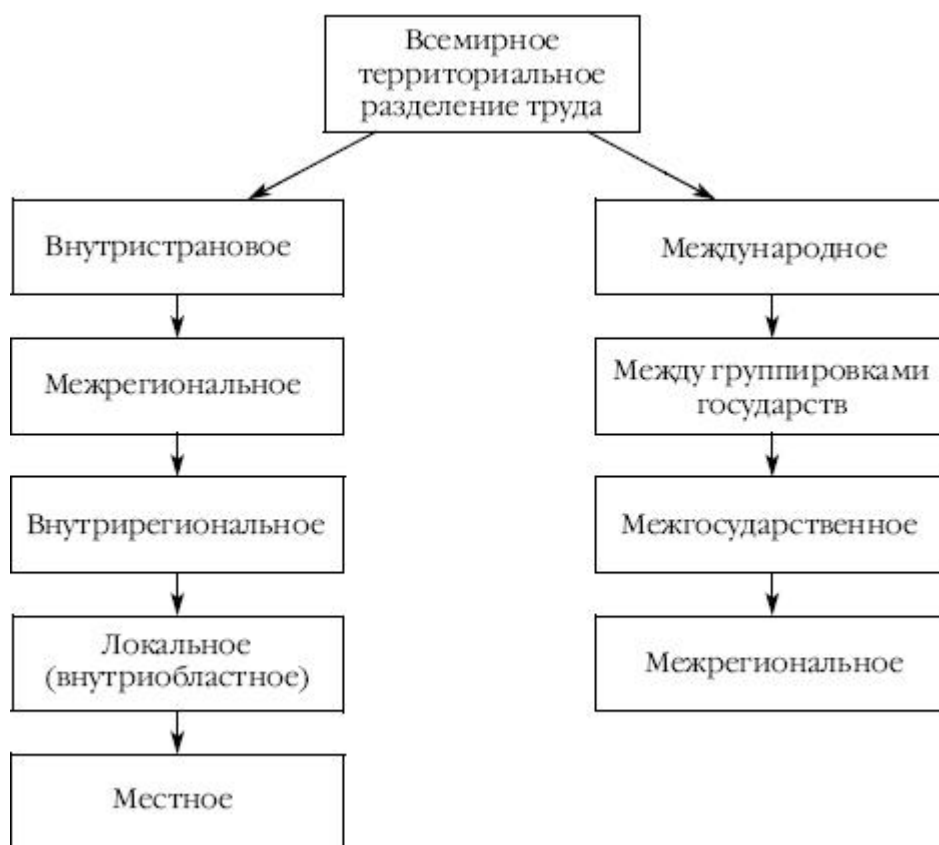 Всемирное
территориальное
разделение труда
Внутристрановое
Международное
Межрегиональное
Между группировками
государств
Внутрирегиональное
Межгосударственное
Локальное
(внутриобластное)
Межрегиональное
Местное